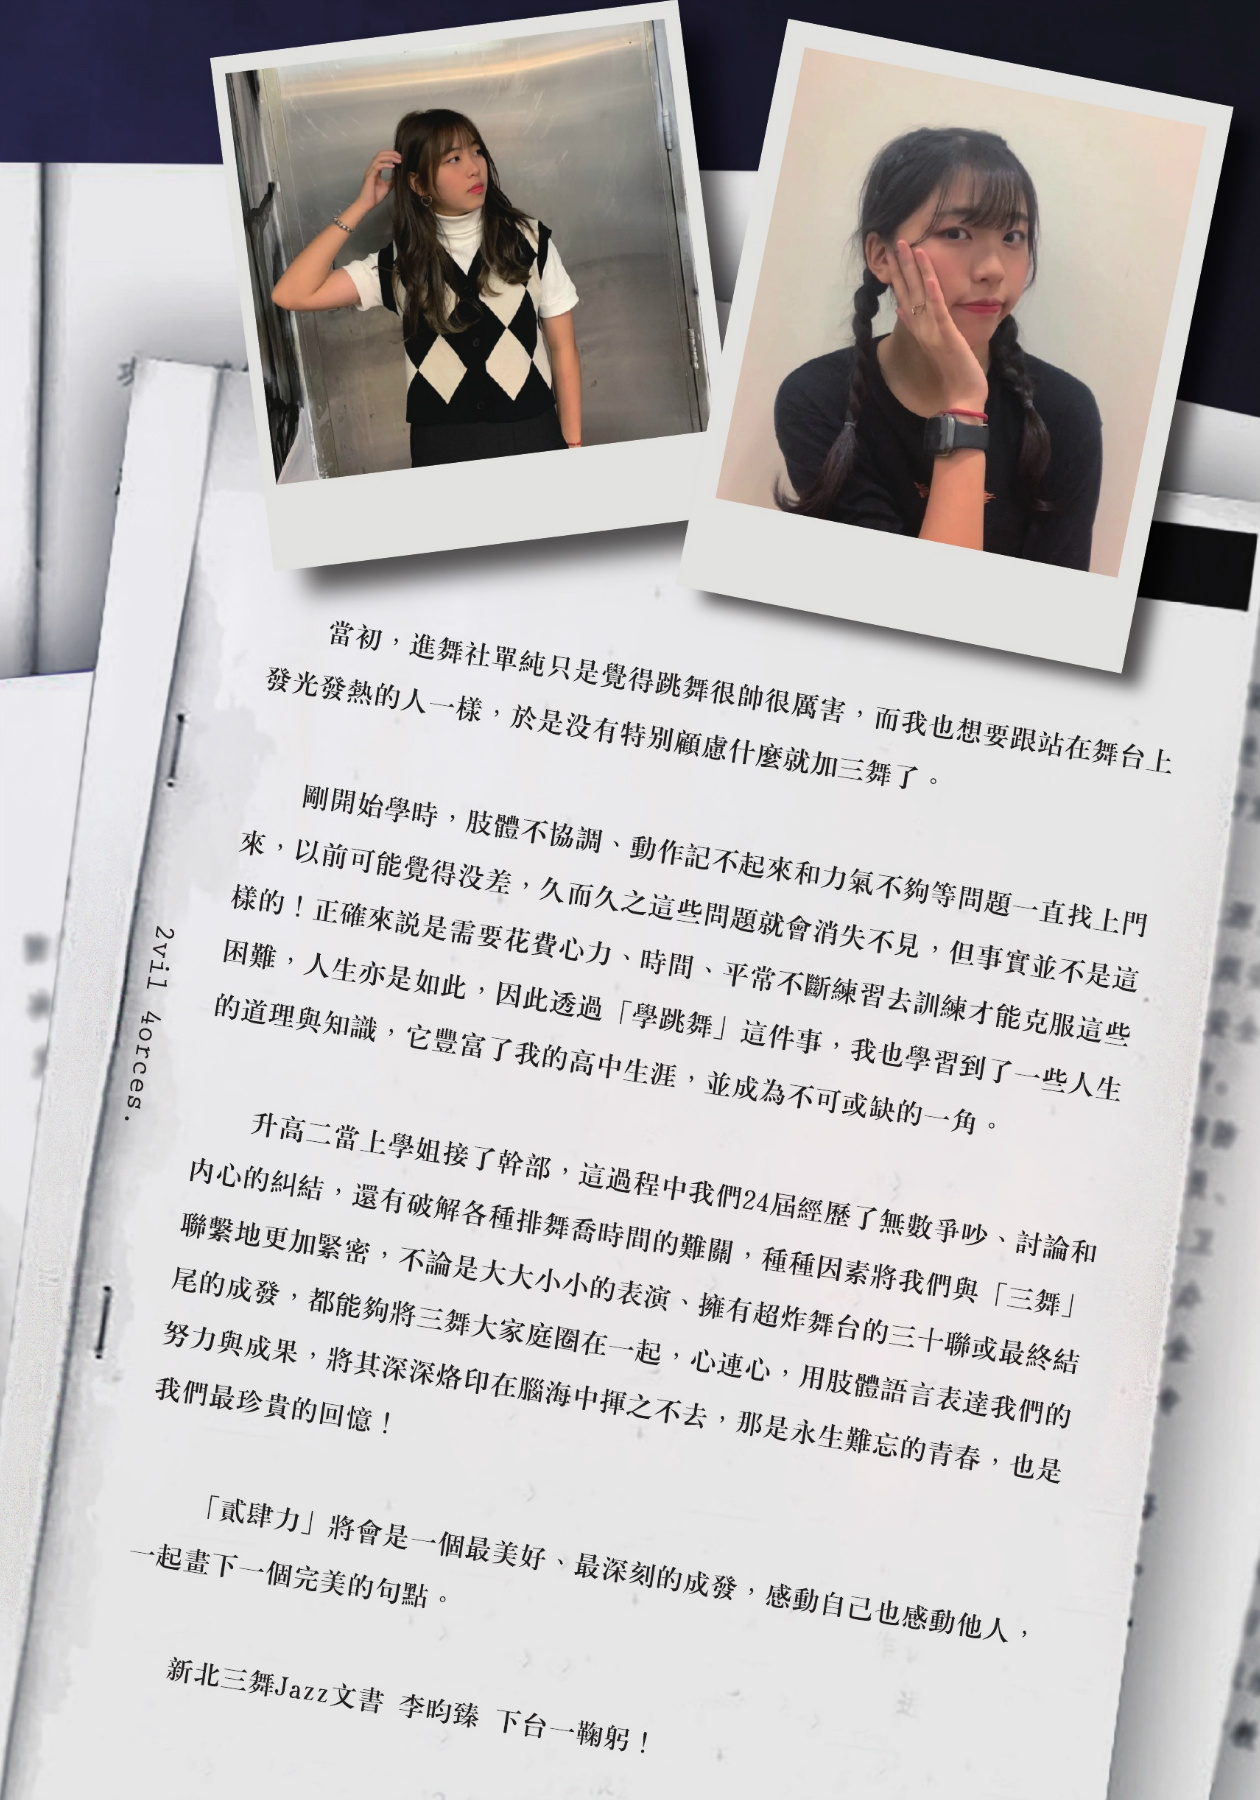 當初，進舞社單純只是覺得跳舞很帥很厲害，而我也想要跟站在舞台上
發光發熱的人一樣，於是沒有特別顧慮什麼就加三舞了。
剛開始學時，肢體不協調、動作記不起來和力氣不夠等問題一直找上門
來，以前可能覺得沒差，久而久之這些問題就會消失不見，但事實並不是這
樣的！正確來說是需要花費心力、時間、平常不斷練習去訓練才能克服這些
困難，人生亦是如此，因此透過「學跳舞」這件事，我也學習到了一些人生
的道理與知識，它豐富了我的高中生涯，並成為不可或缺的一角。
升高二當上學姐接了幹部，這過程中我們24屆經歷了無數爭吵、討論和
內心的糾結，還有破解各種排舞喬時間的難關，種種因素將我們與「三舞」
聯繫地更加緊密，不論是大大小小的表演、擁有超炸舞台的三十聯或最終結
尾的成發，都能夠將三舞大家庭圈在一起，心連心，用肢體語言表達我們的
努力與成果，將其深深烙印在腦海中揮之不去，那是永生難忘的青春，也是
我們最珍貴的回憶！
「貳肆力」將會是一個最美好、最深刻的成發，感動自己也感動他人，
一起畫下一個完美的句點。
新北三舞Jazz文書 李昀臻 下台一鞠躬！
2vil 4orces.